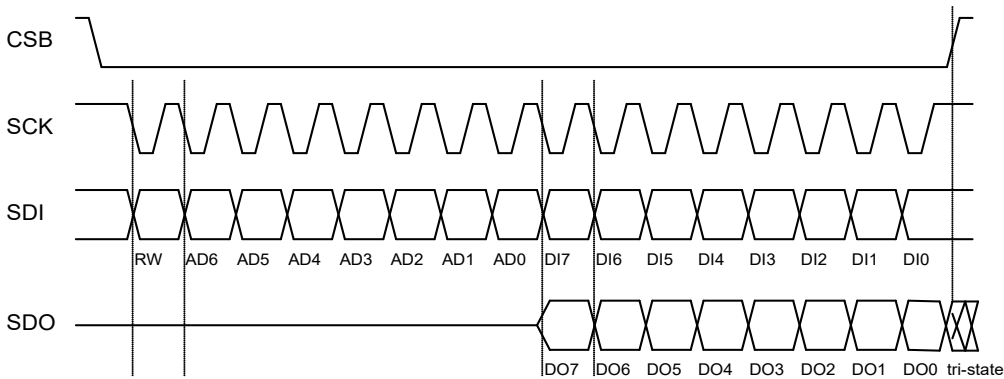 CSB
SCK
SDI
RW AD6 AD5 AD4 AD3 AD2 AD1 AD0 DI7 DI6 DI5 DI4 DI3 DI2 DI1 DI0
SDO
DO7 DO6 DO5 DO4 DO3 DO2 DO1 DO0 tri-state